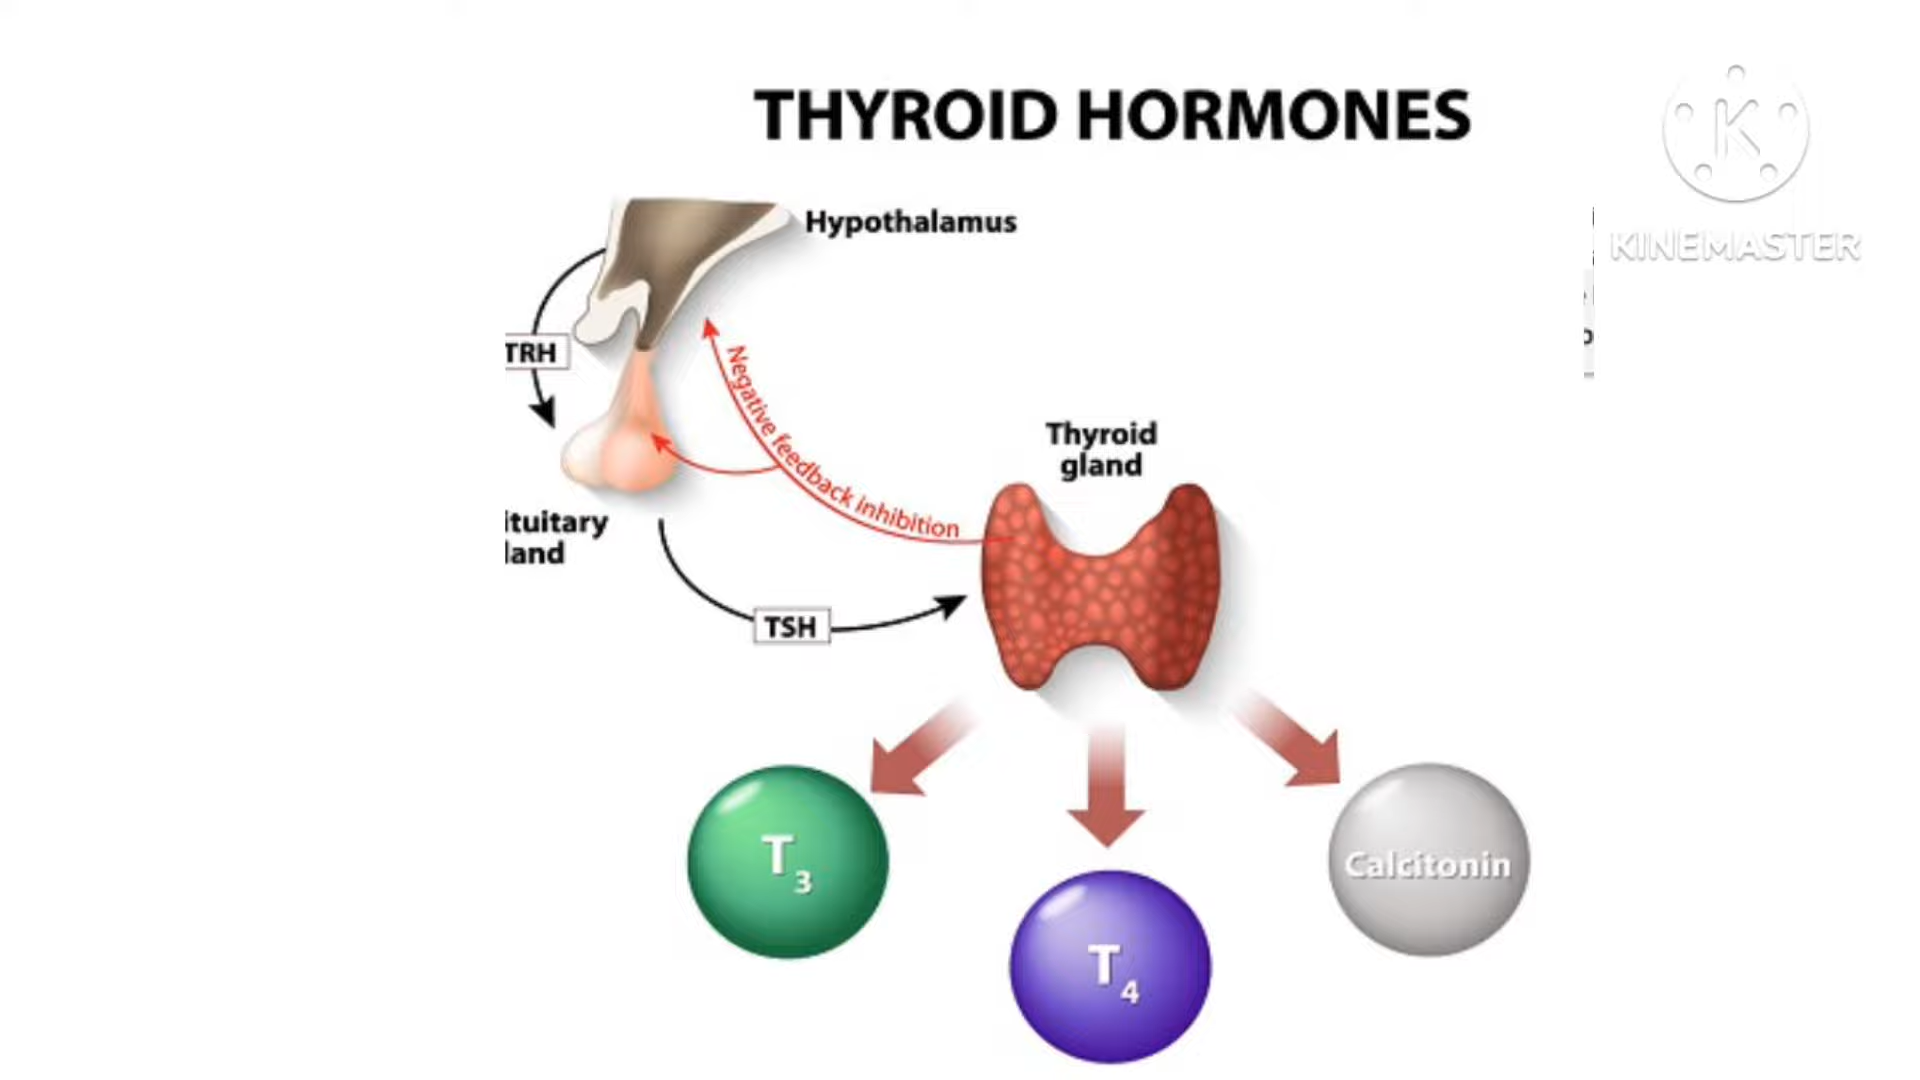 THYROID HORMONES
KINEMASTER
Hypothalamus
TRH
Negative feedback inhibition
Thyroid
gland
ituitary
land
TSH
T3
T4
Calcitonin